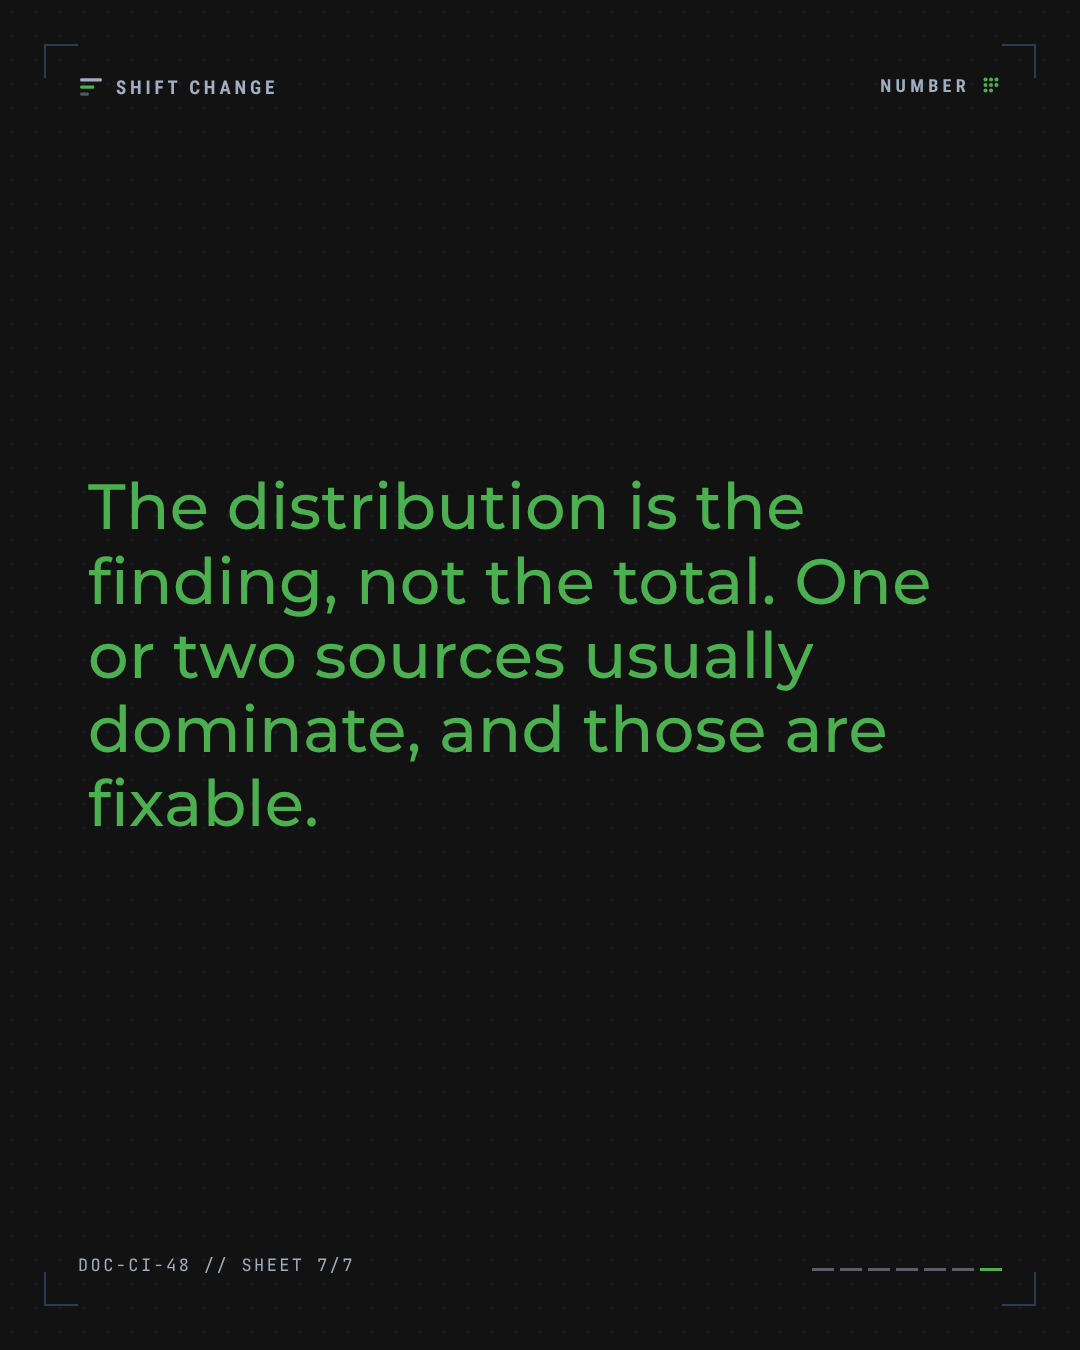 SHIFT CHANGE
NUMBER
The distribution is the
finding, not the total. One
or two sources usually
dominate, and those are
fixable.
DOC-CI-48 // SHEET 7/7